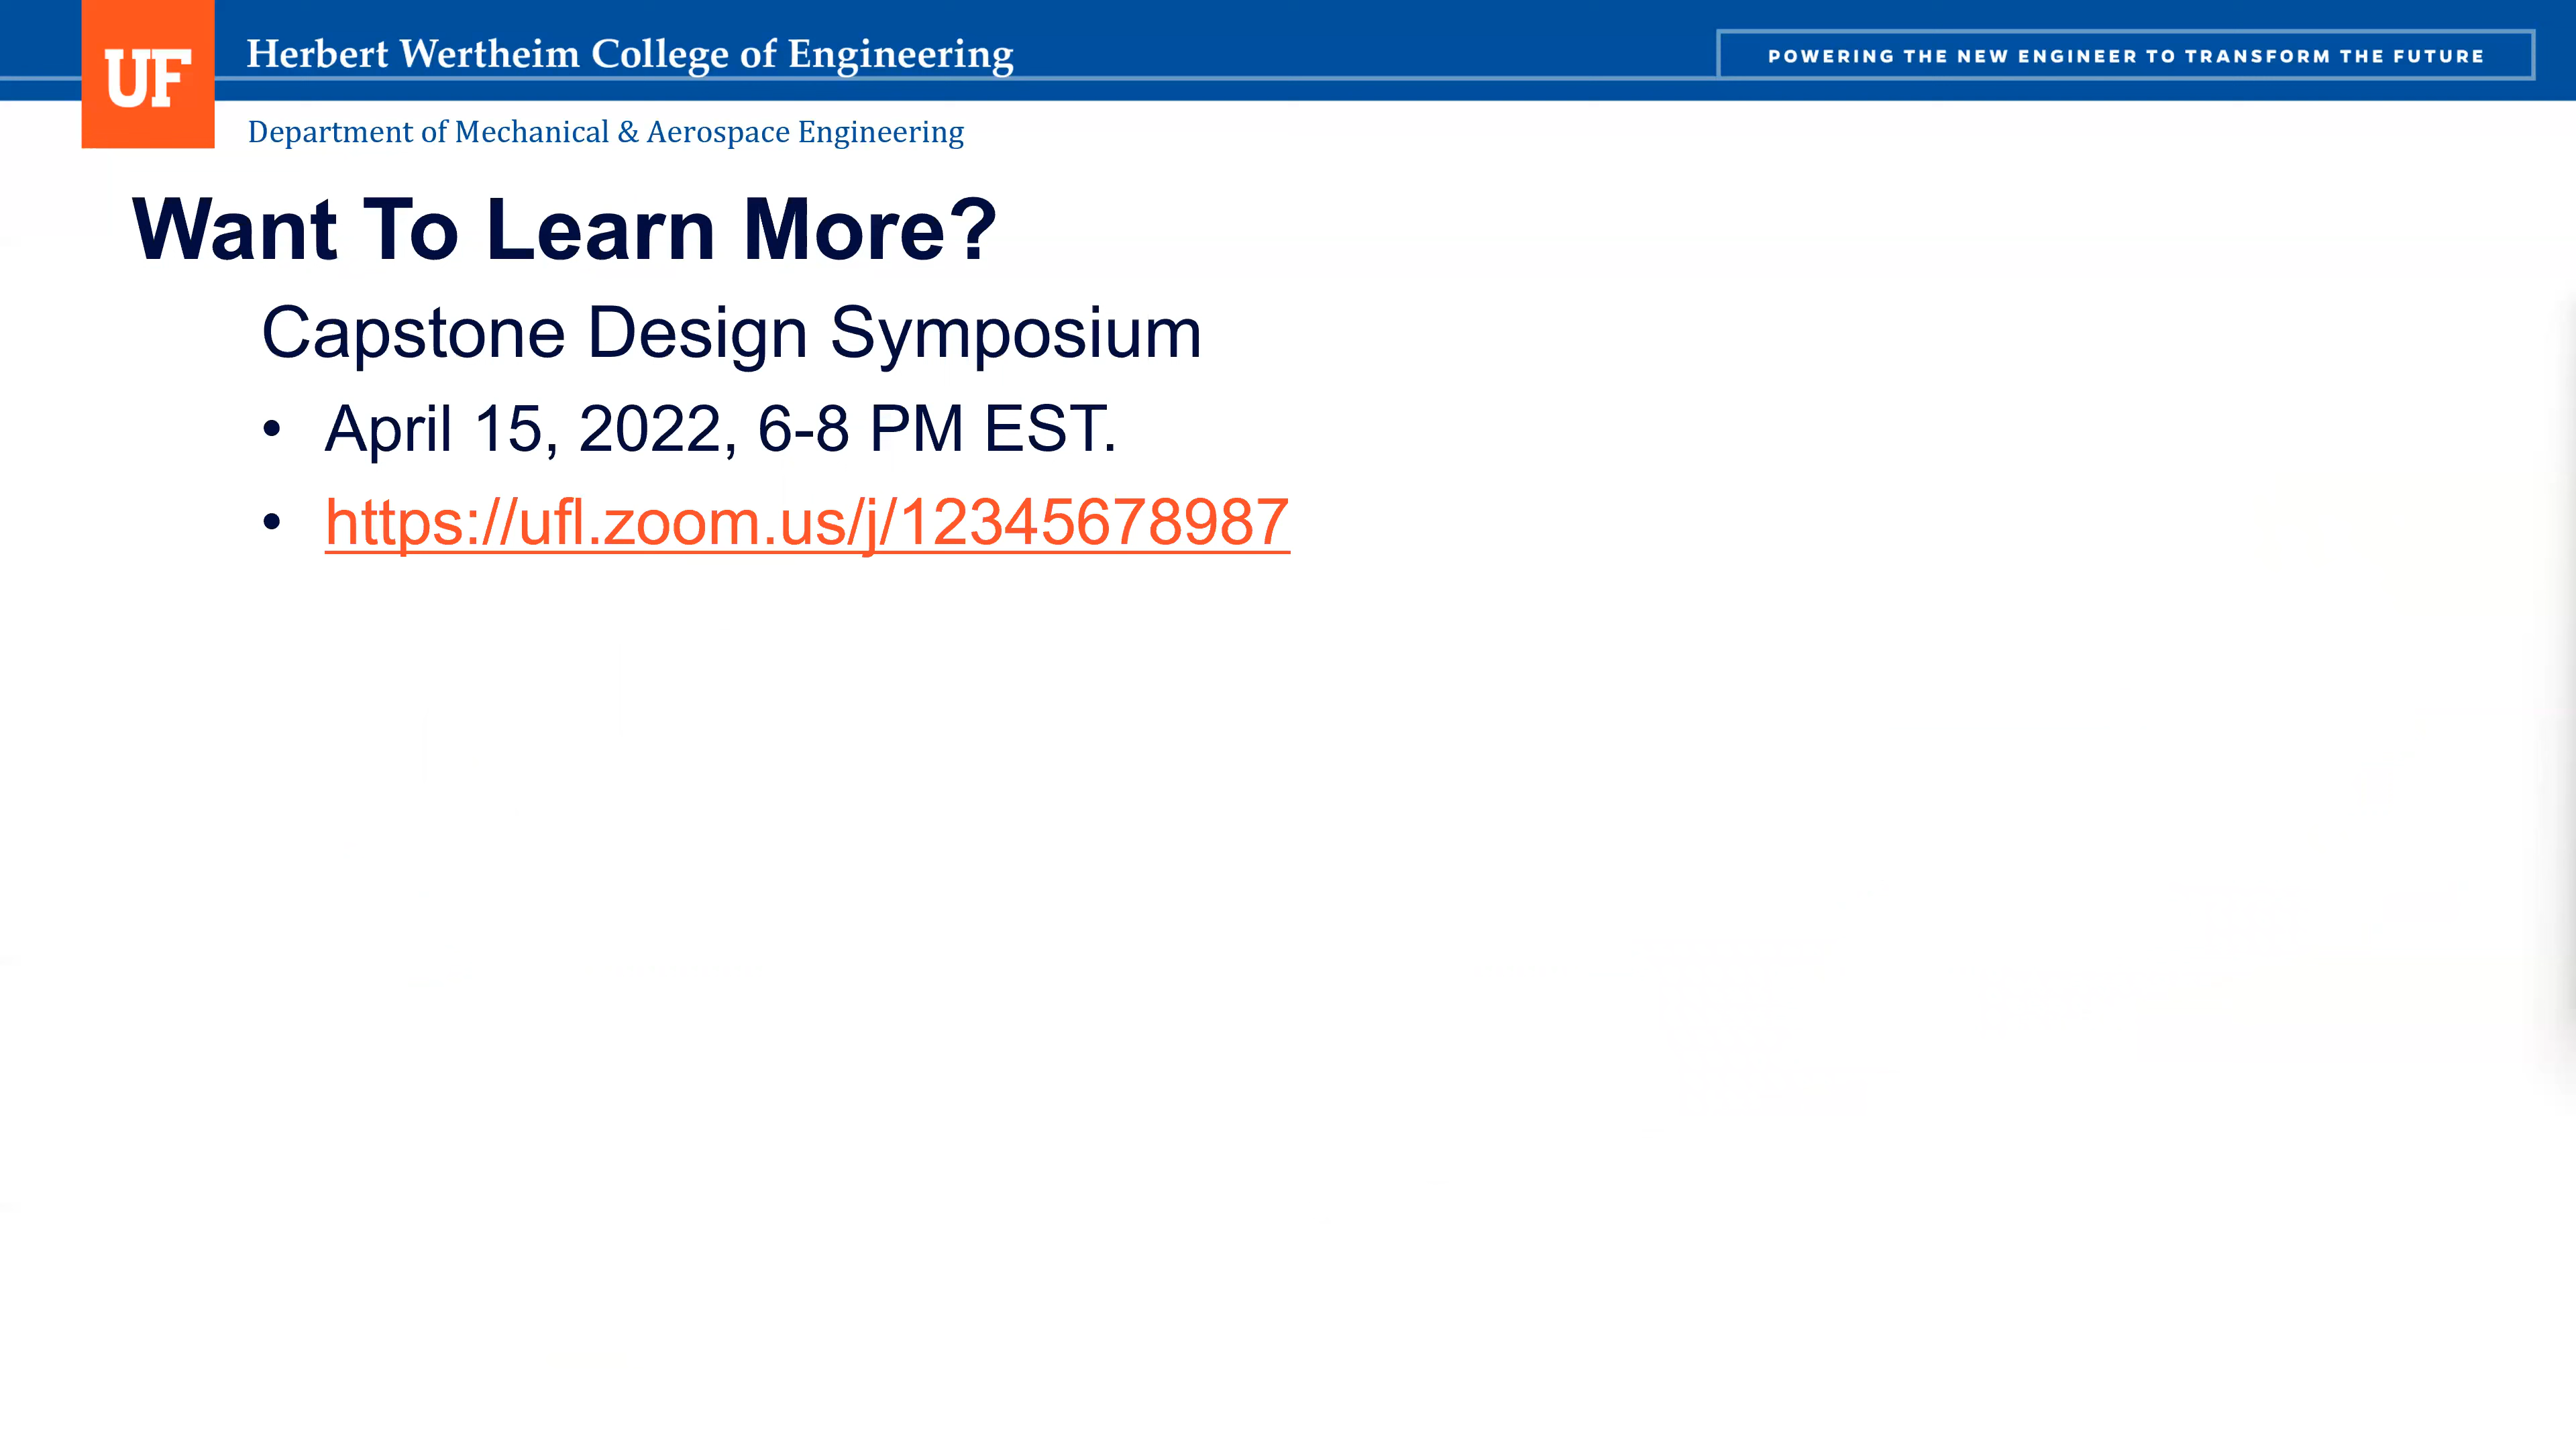 UF
Herbert Wertheim College of Engineering
POWERING THE NEW ENGINEER TO TRANSFORM THE FUTURE
Department of Mechanical & Aerospace Engineering
Want To Learn More?
Capstone Design Symposium
• April 15, 2022, 6-8 PM EST.
• https://ufl.zoom.us/j/12345678987